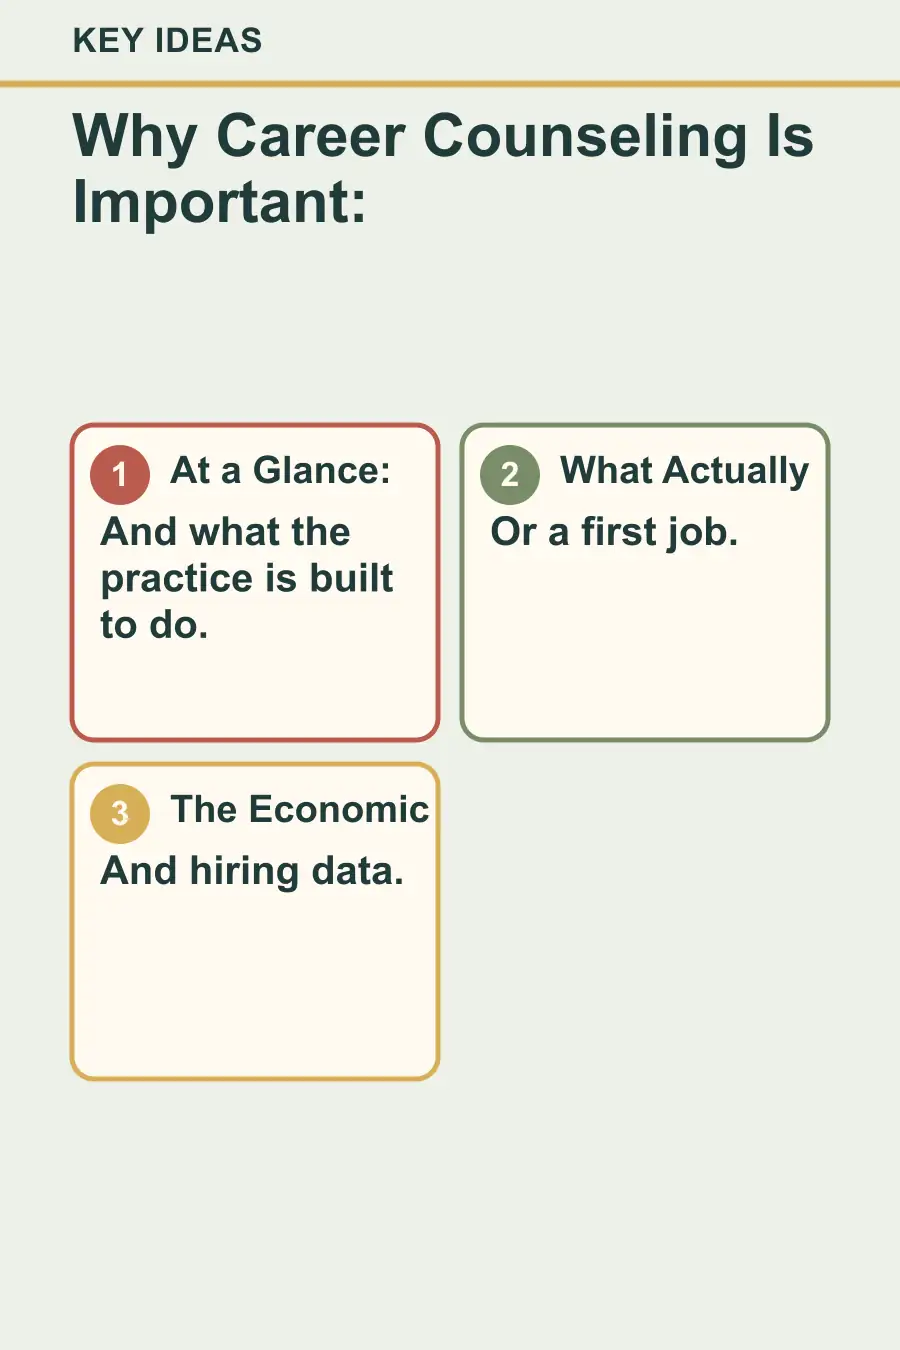 KEY IDEAS
Why Career Counseling Is
Important:
1 At a Glance:
And what the
practice is built
to do.
2 What Actually
Or a first job.
3 The Economic
And hiring data.